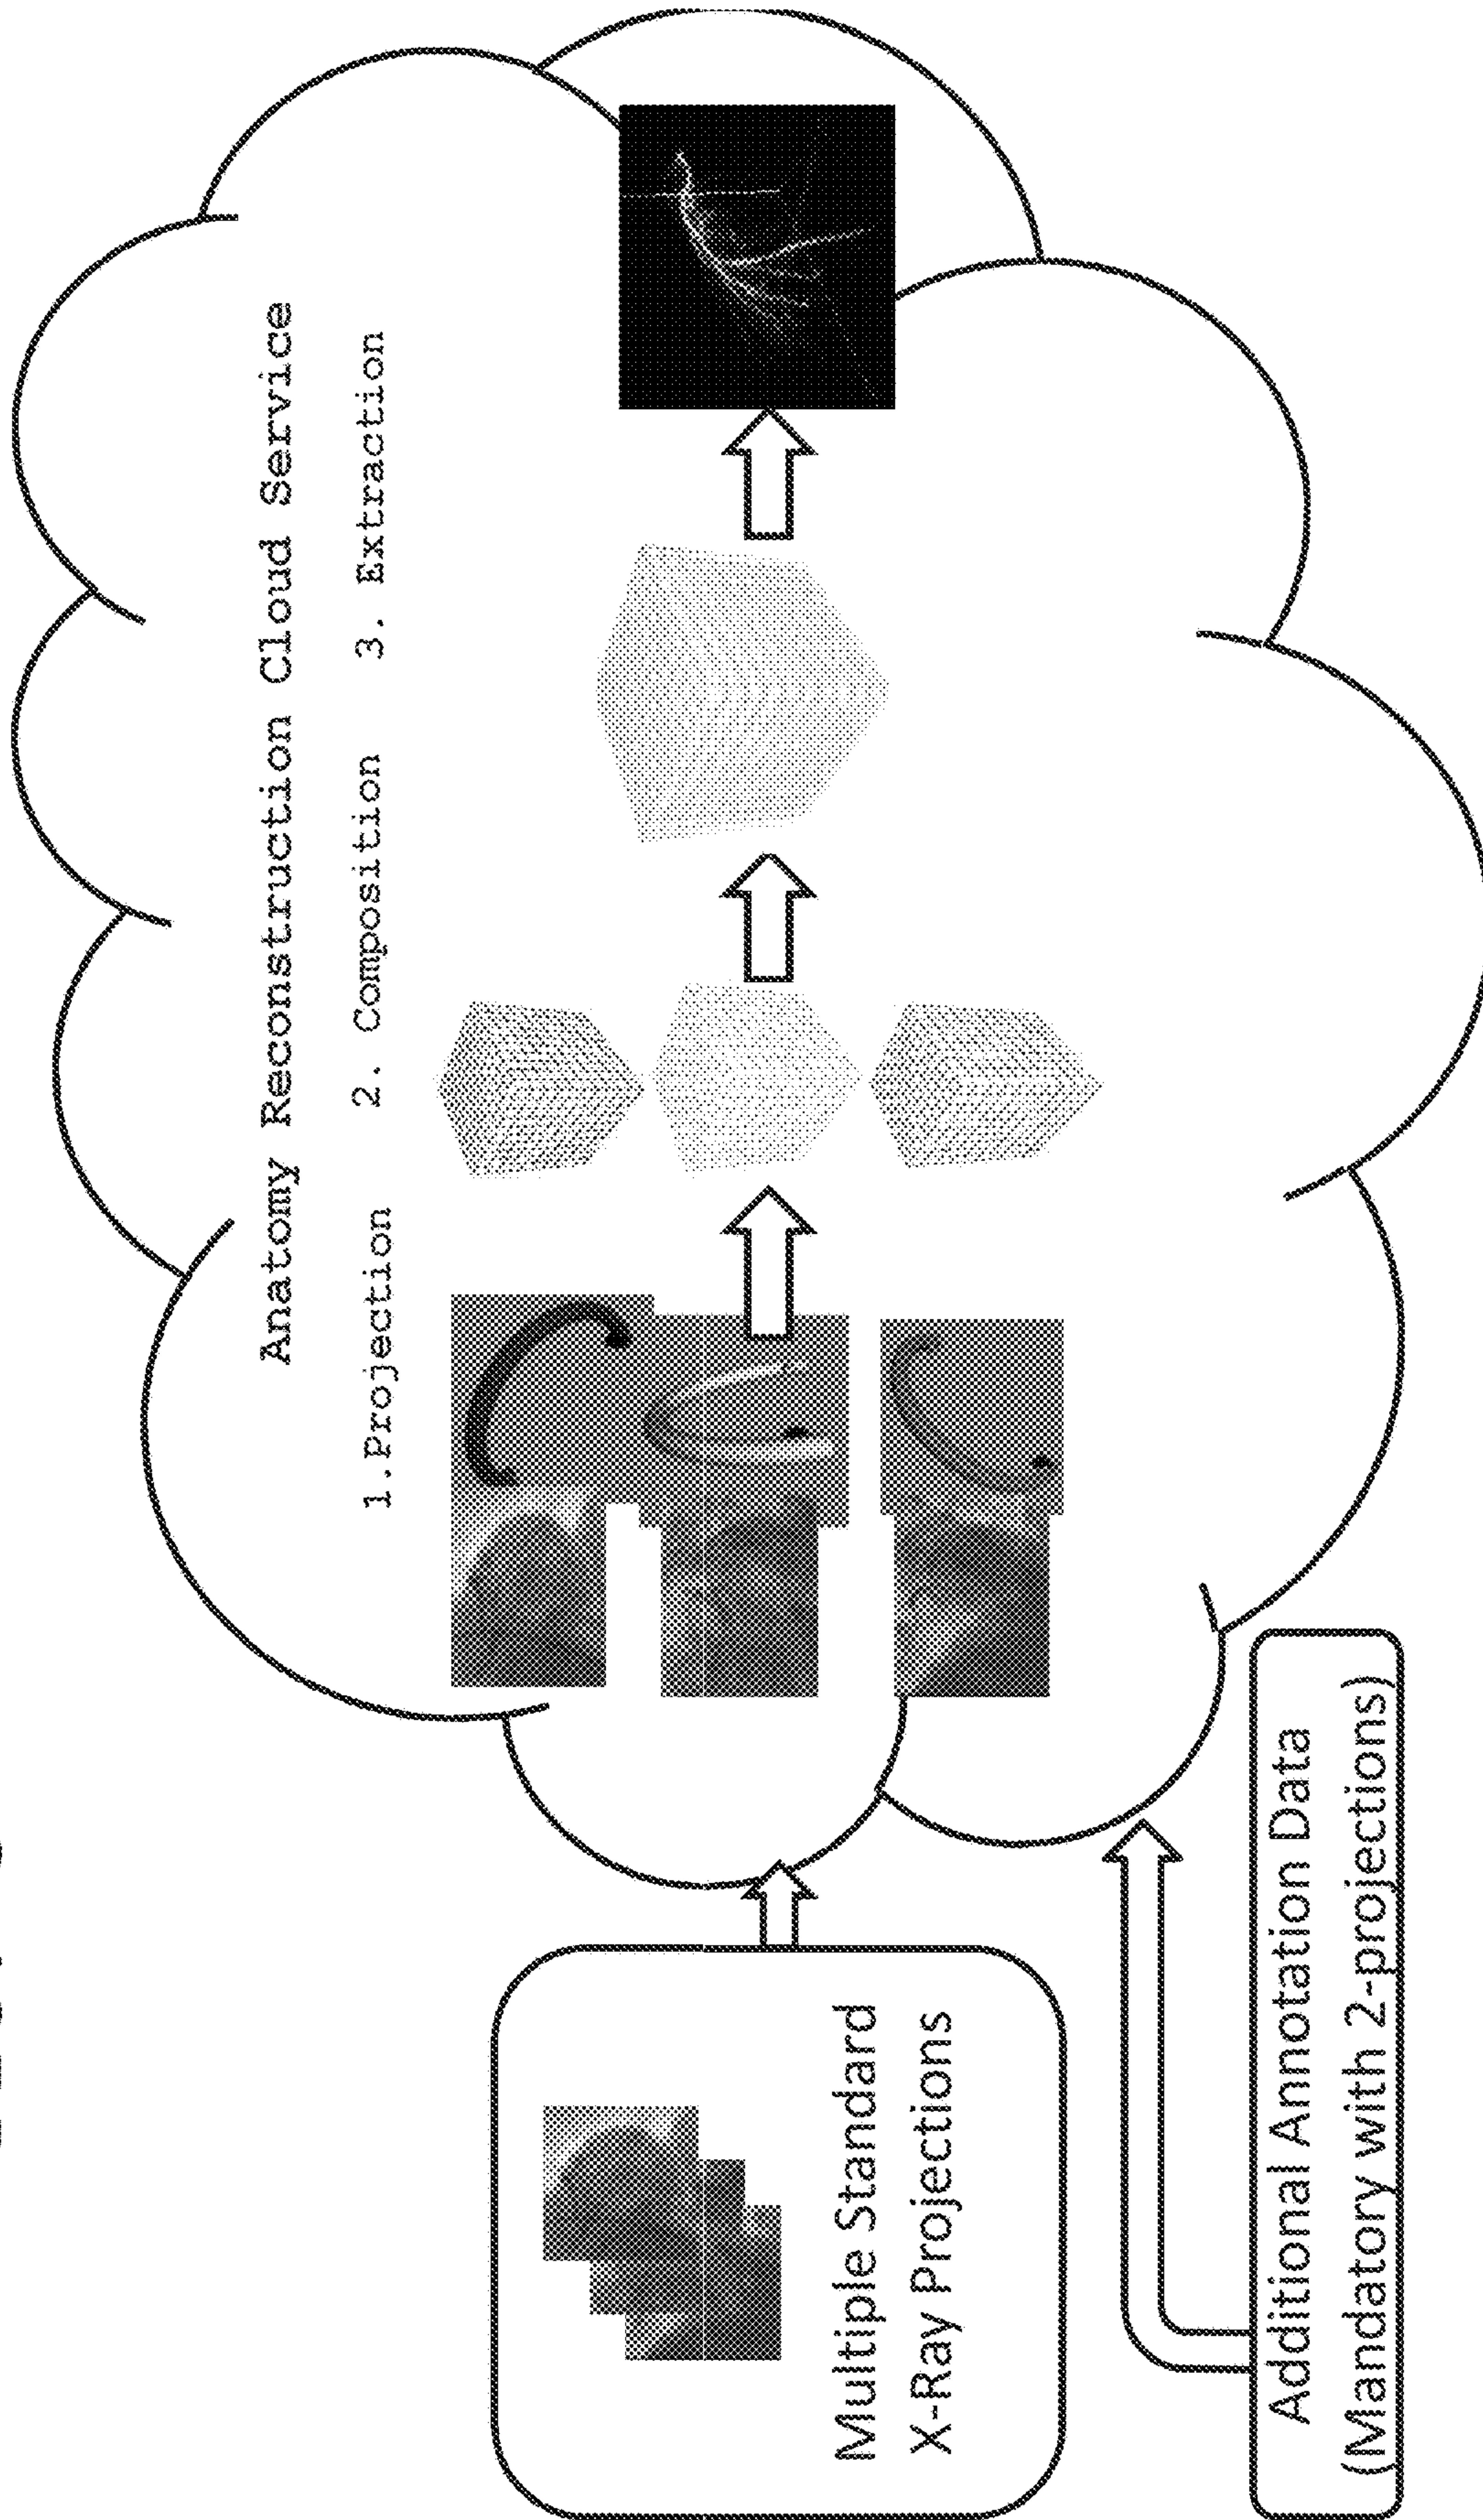 Anatomy Reconstruction Cloud Service
1.Projection 2. Composition 3. Extraction
Multiple Standard
X-Ray Projections
Additional Annotation Data
(Mandatory with 2-projections)